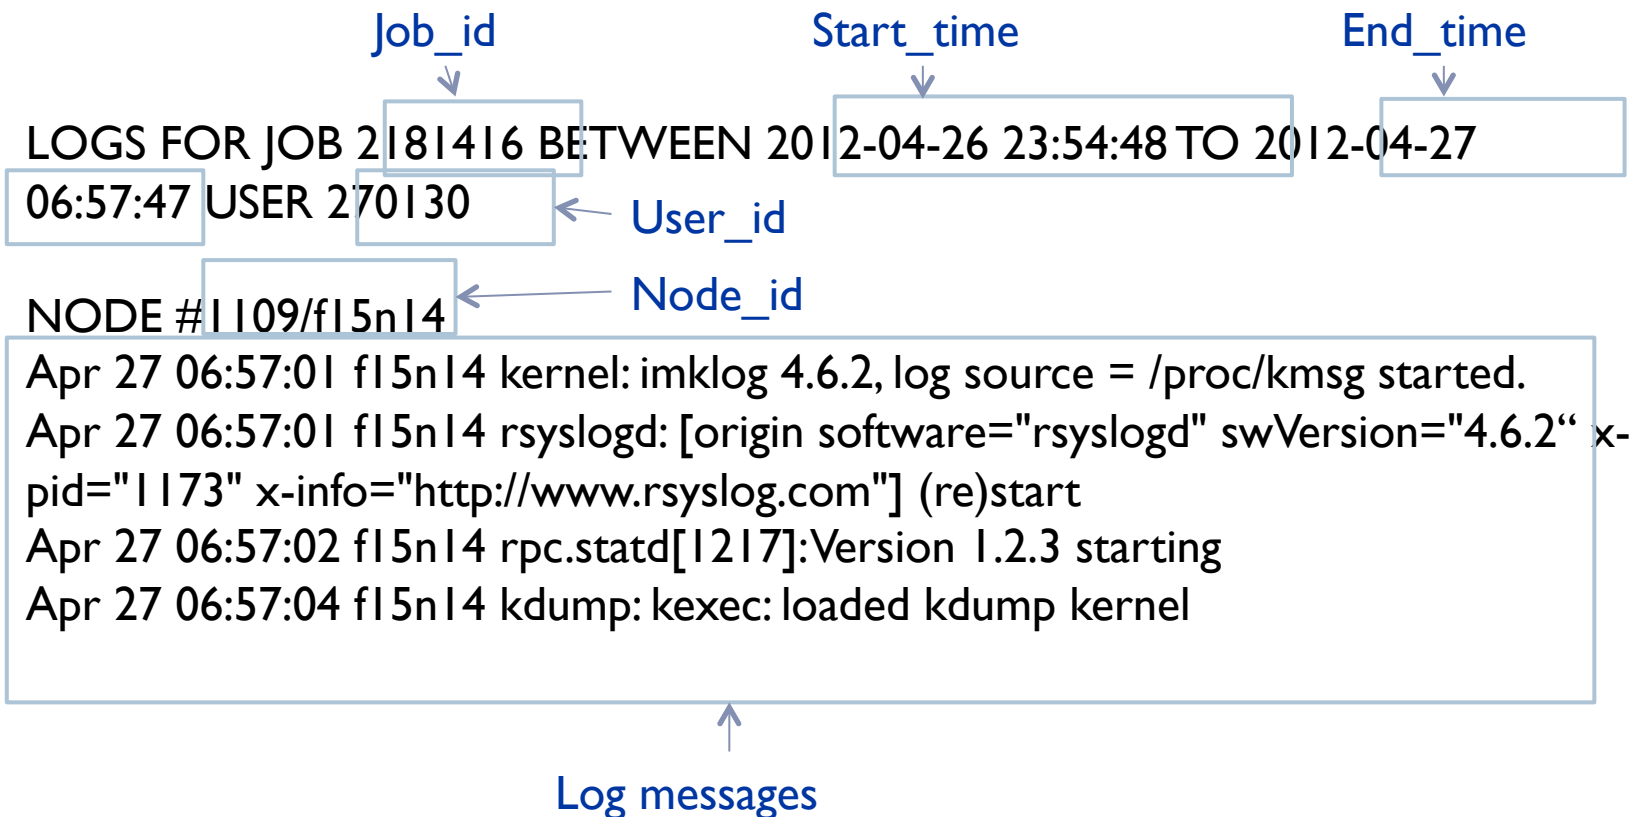 Job_id Start_time End_time
LOGS FOR JOB 2181416 BETWEEN 2012-04-26 23:54:48 TO 2012-04-27
06:57:47 USER 270130
User_id
Node_id
NODE #1109/f15n14
Apr 27 06:57:01 f15n14 kernel: imklog 4.6.2, log source = /proc/kmsg started.
Apr 27 06:57:01 f15n14 rsyslogd: [origin software="rsyslogd" swVersion="4.6.2“ x-
pid="1173" x-info="http://www.rsyslog.com"] (re)start
Apr 27 06:57:02 f15n14 rpc.statd[1217]: Version 1.2.3 starting
Apr 27 06:57:04 f15n14 kdump: kexec: loaded kdump kernel
Log messages